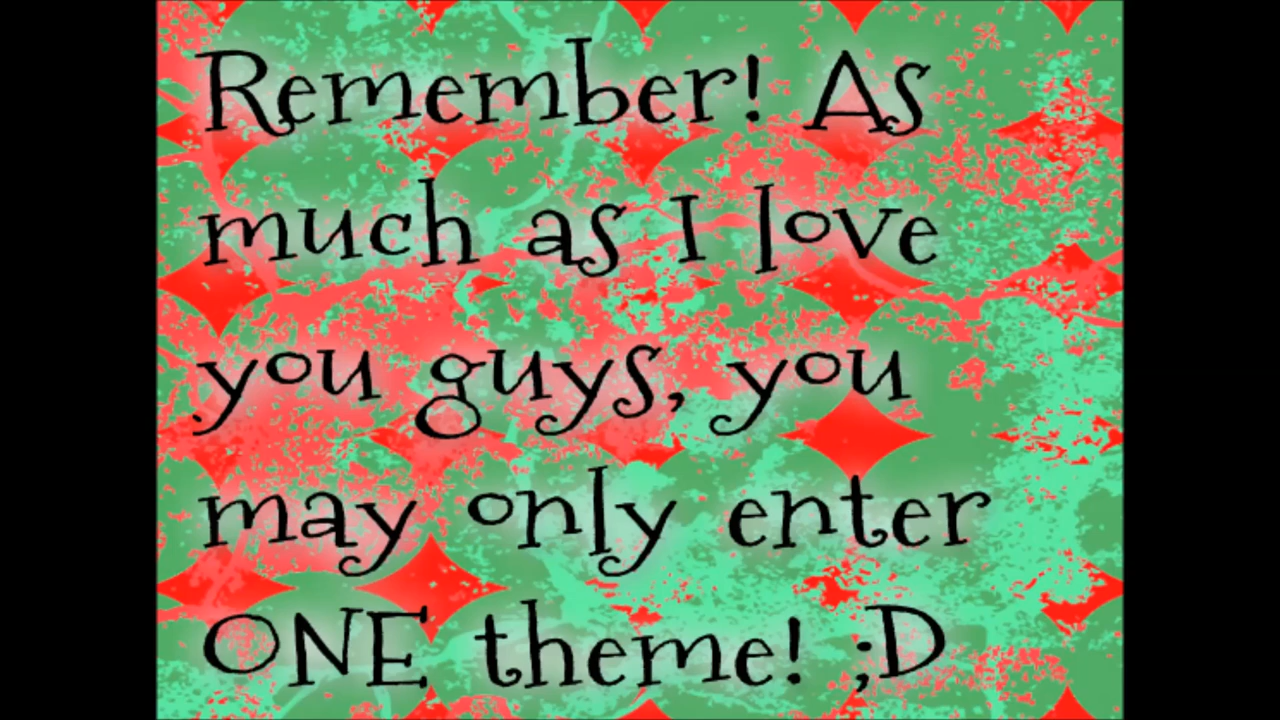 Remember! As
much as I love
you guys, you
may only enter
ONE theme! ;D